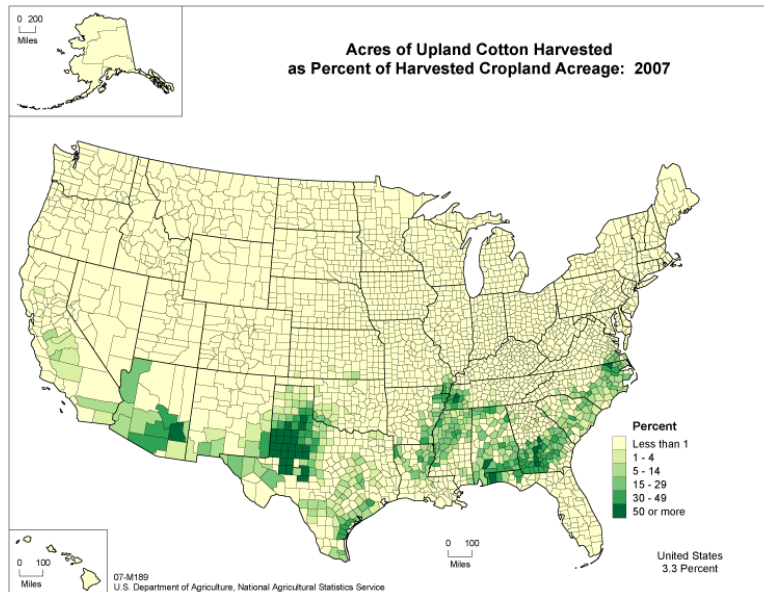 0 200
Miles
Acres of Upland Cotton Harvested
as Percent of Harvested Cropland Acreage: 2007
Percent
Less than 1
1 - 4
5 - 14
15 - 29
30 - 49
50 or more
0 100
Miles
0 100
Miles
United States
3.3 Percent
07-M189
U.S. Department of Agriculture, National Agricultural Statistics Service